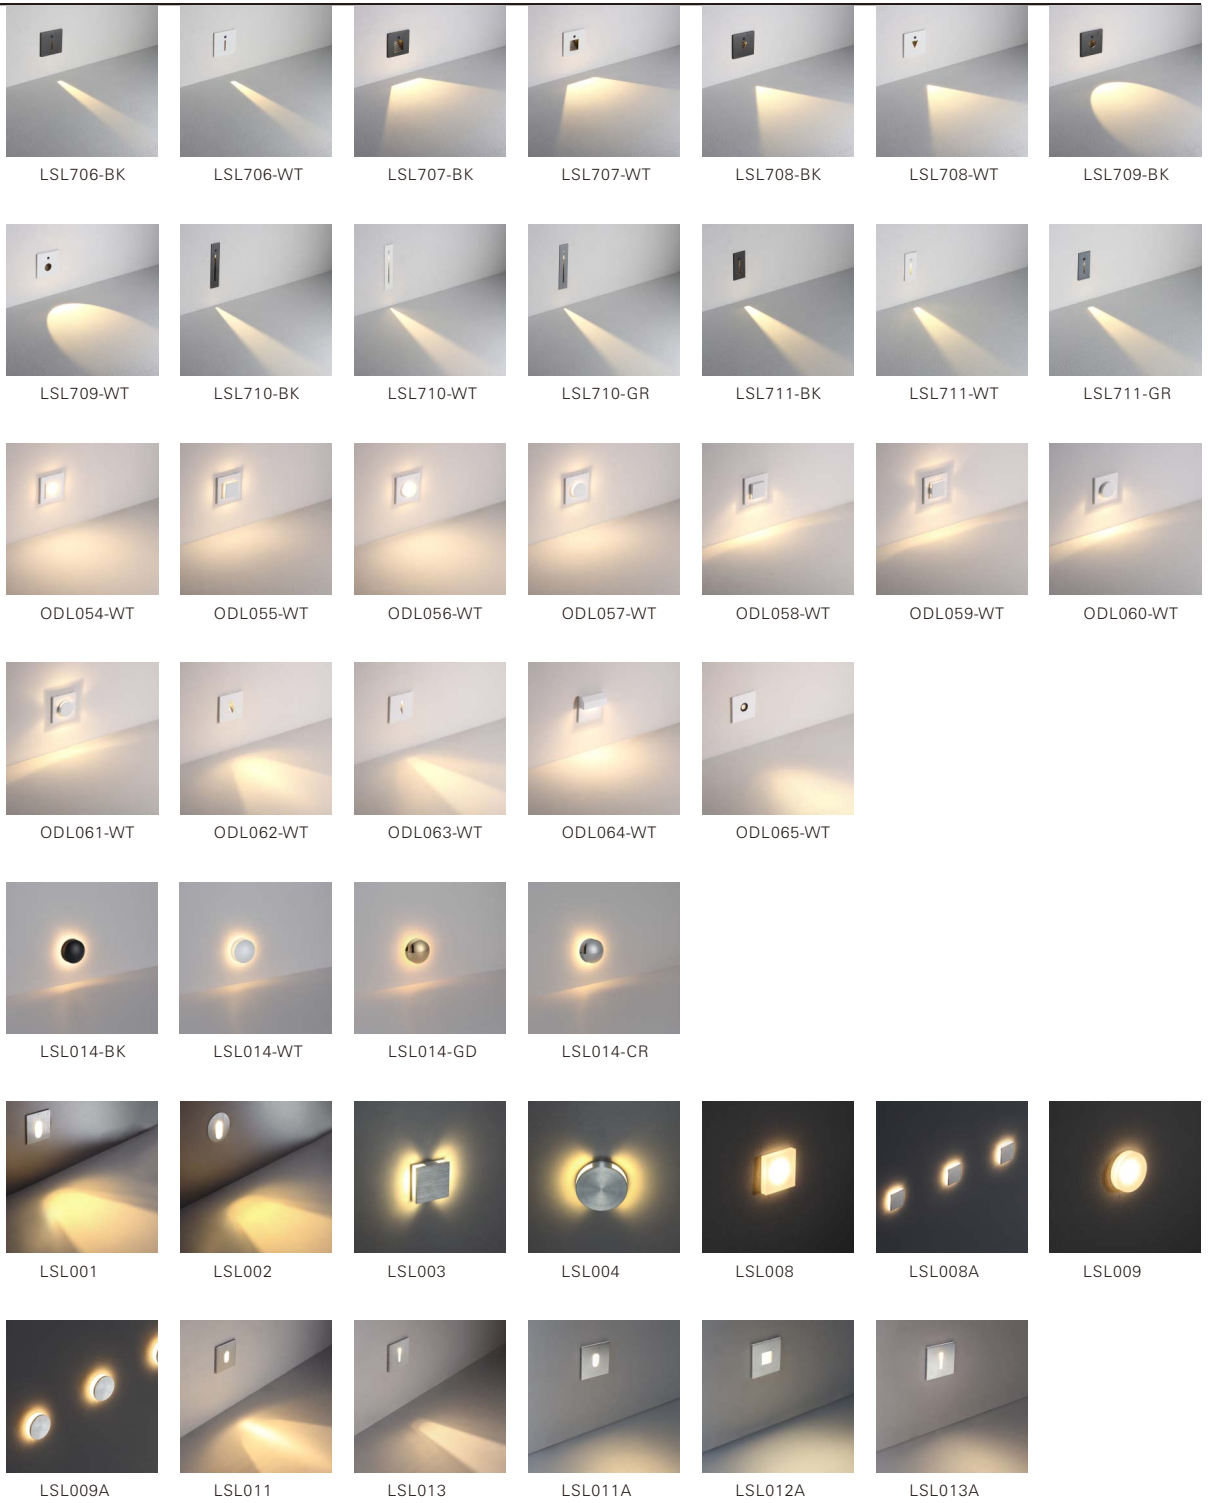 LSL706-BK LSL706-WT LSL707-BK LSL707-WT LSL708-BK LSL708-WT LSL709-BK
LSL709-WT LSL710-BK LSL710-WT LSL710-GR LSL711-BK LSL711-WT LSL711-GR
ODL054-WT ODL055-WT ODL056-WT ODL057-WT ODL058-WT ODL059-WT ODL060-WT
ODL061-WT ODL062-WT ODL063-WT ODL064-WT ODL065-WT
LSL014-BK LSL014-WT LSL014-GD LSL014-CR
LSL001 LSL002 LSL003 LSL004 LSL008 LSL008A LSL009
LSL009A LSL011 LSL013 LSL011A LSL012A LSL013A